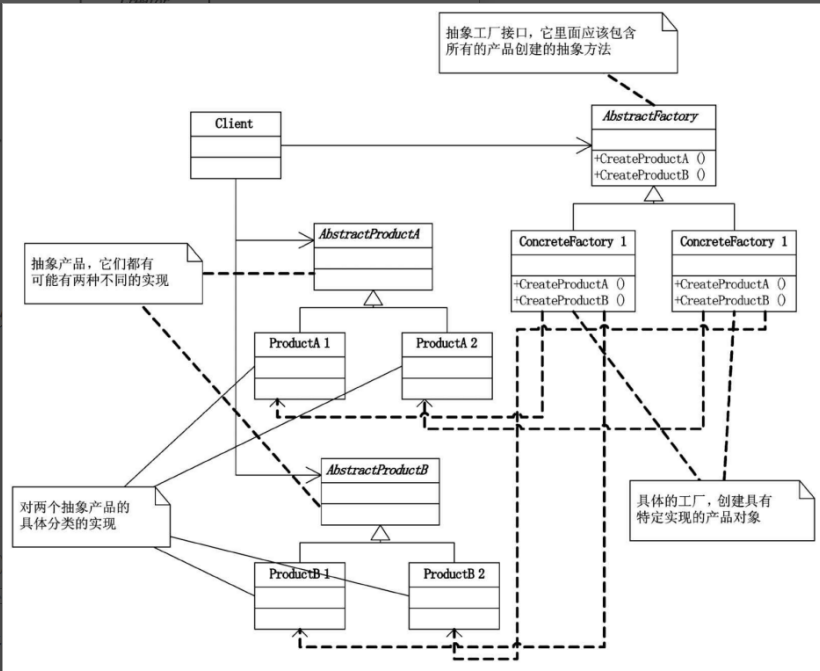 抽象工厂接口，它里面应该包含
所有的产品创建的抽象方法
Client
AbstractFactory
+CreateProductA ()
+CreateProductB ()
AbstractProductA
ConcreteFactory 1
ConcreteFactory 1
+CreateProductA ()
+CreateProductB ()
+CreateProductA ()
+CreateProductB ()
抽象产品，它们都有
可能有两种不同的实现
ProductA 1
ProductA 2
AbstractProductB
对两个抽象产品的
具体分类的实现
具体的工厂，创建具有
特定实现的产品对象
ProductB 1
ProductB 2